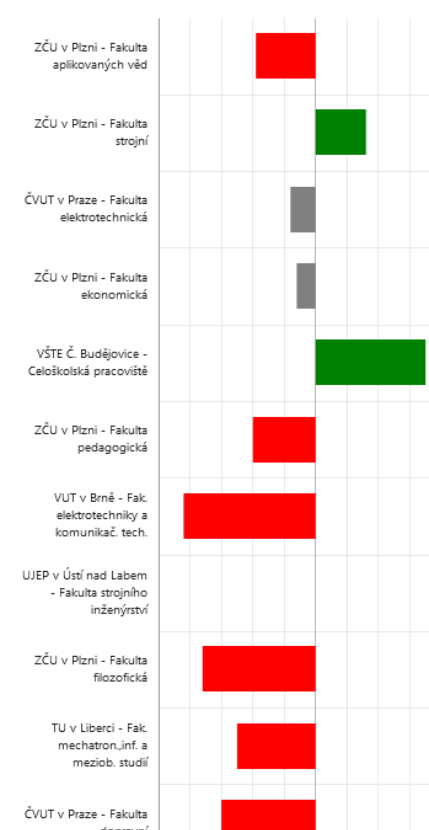 ZČU v Plzni - Fakulta
aplikovaných věd
ZČU v Plzni - Fakulta
strojní
ČVUT v Praze - Fakulta
elektrotechnická
ZČU v Plzni - Fakulta
ekonomická
VŠTE Č. Budějovice -
Celoškolská pracoviště
ZČU v Plzni - Fakulta
pedagogická
VUT v Brně - Fak.
elektrotechniky a
komunikač. tech.
UJEP v Ústí nad Labem
- Fakulta strojního
inženýrství
ZČU v Plzni - Fakulta
filozofická
TU v Liberci - Fak.
mechatron.,inf. a
meziob. studií
ČVUT v Praze - Fakulta